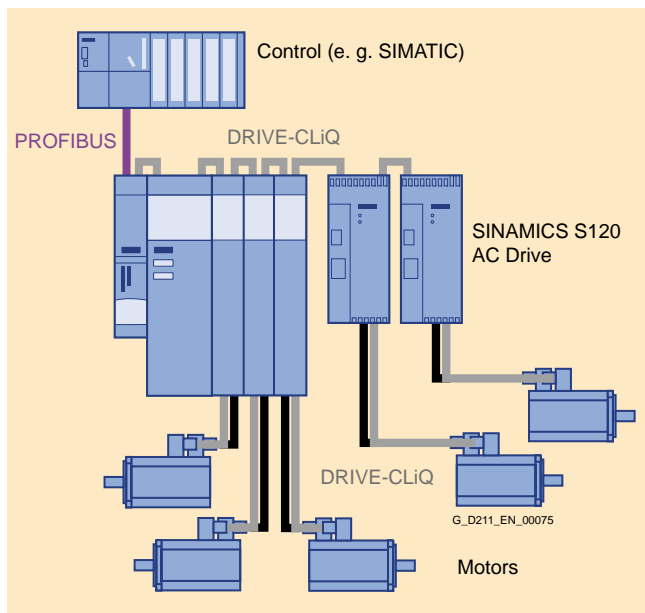 Control (e. g. SIMATIC)
PROFIBUS
DRIVE-CLiQ
SINAMICS S120
AC Drive
DRIVE-CLiQ
G_D211_EN_00075
Motors